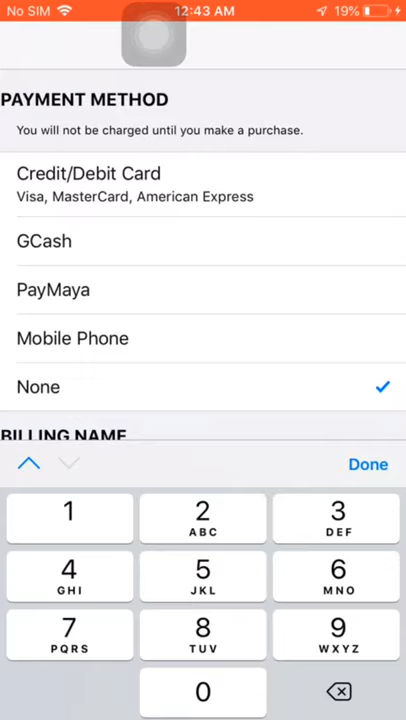 No SIM 12:43 AM 19%
PAYMENT METHOD
You will not be charged until you make a purchase.
Credit/Debit Card
Visa, MasterCard, American Express
GCash
PayMaya
Mobile Phone
None
BILLING NAME
Done
1 2 3
ABC DEF
4 5 6
GHI JKL MNO
7 8 9
PQRS TUV WXYZ
0